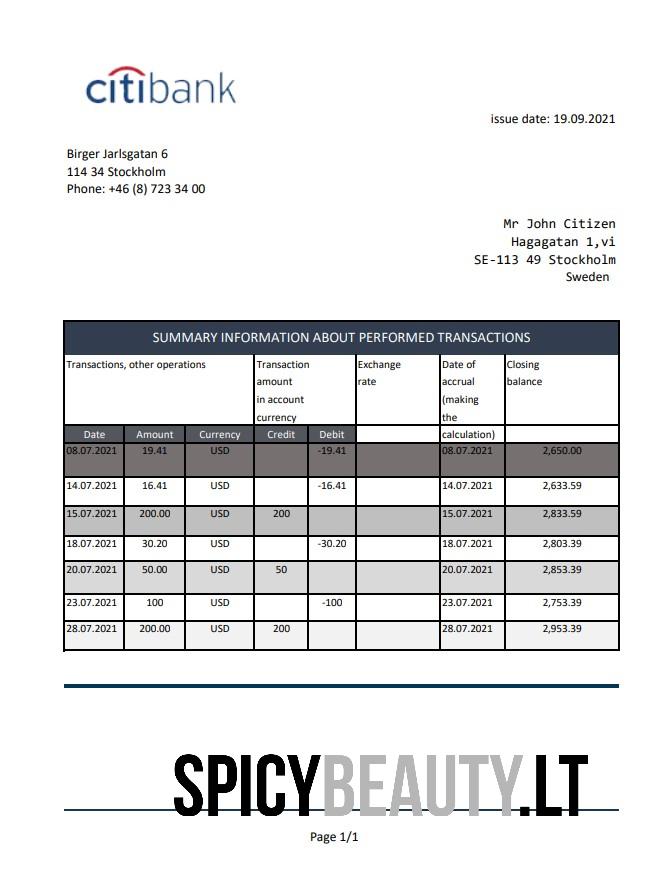 citibank
issue date: 19.09.2021
Birger Jarlsgatan 6
114 34 Stockholm
Phone: +46 (8) 723 34 00
Mr John Citizen
Hagagatan 1,vi
SE-113 49 Stockholm
Sweden
SUMMARY INFORMATION ABOUT PERFORMED TRANSACTIONS
Transactions, other operations Transaction Exchange Date of Closing
amount rate accrual balance
in account (making
currency the
Date Amount Currency Credit Debit calculation)
08.07.2021 19.41 USD -19.41 08.07.2021 2,650.00
14.07.2021 16.41 USD -16.41 14.07.2021 2,633.59
15.07.2021 200.00 USD 200 15.07.2021 2,833.59
18.07.2021 30.20 USD -30.20 18.07.2021 2,803.39
20.07.2021 50.00 USD 50 20.07.2021 2,853.39
23.07.2021 100 USD -100 23.07.2021 2,753.39
28.07.2021 200.00 USD 200 28.07.2021 2,953.39
SPICYBEAUTY.LT
Page 1/1